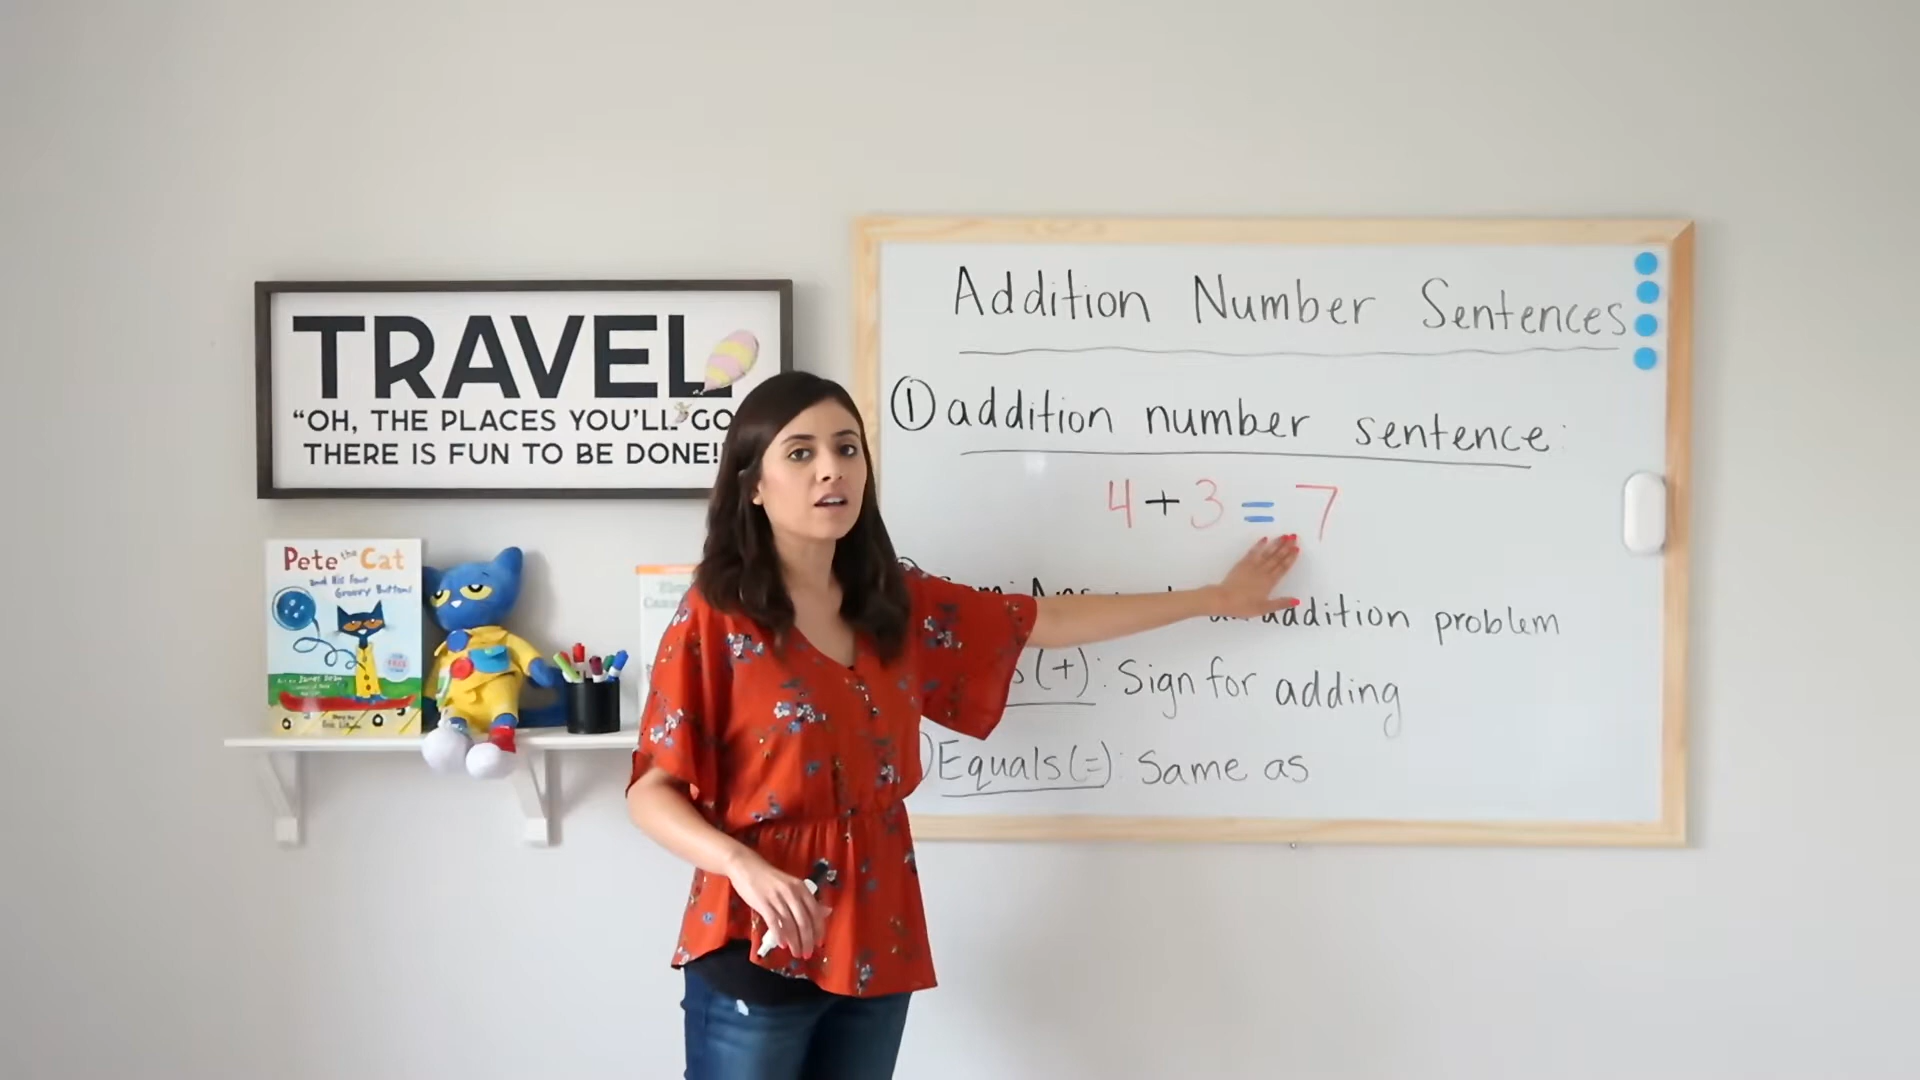 TRAVEL
“OH, THE PLACES YOU'LL GO
THERE IS FUN TO BE DONE!
Pete the Cat
and His Four
Groovy Buttons
Addition Number Sentences
① addition number sentence:
4 + 3 = 7
addition problem
(+): Sign for adding
Equals (=): Same as